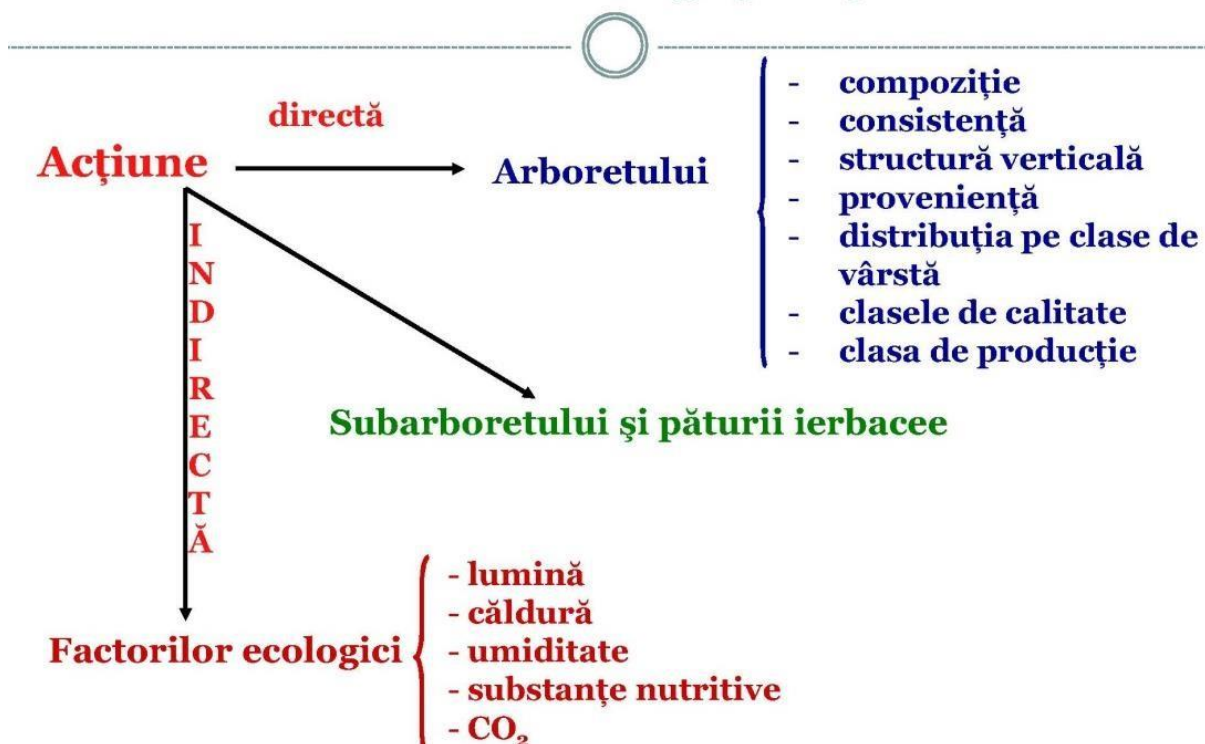 directă
Acțiune
Arboretului
- compoziție
- consistență
- structură verticală
- proveniență
- distribuția pe clase de
vârstă
- clasele de calitate
- clasa de producție
INDIRECTĂ
Subarboretului şi păturii ierbacee
Factorilor ecologici
- lumină
- căldură
- umiditate
- substanțe nutritive
- CO₂